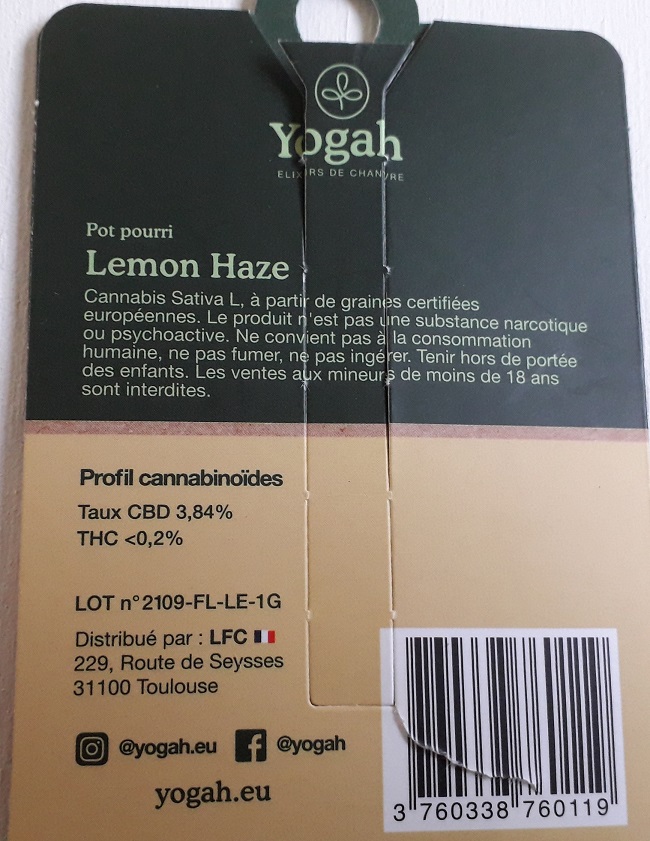 Yogah
ELIXIRS DE CHANVRE
Pot pourri
Lemon Haze
Cannabis Sativa L, à partir de graines certifiées
européennes. Le produit n'est pas une substance narcotique
ou psychoactive. Ne convient pas à la consommation
humaine, ne pas fumer, ne pas ingérer. Tenir hors de portée
des enfants. Les ventes aux mineurs de moins de 18 ans
sont interdites.
Profil cannabinoïdes
Taux CBD 3,84%
THC <0,2%
LOT n°2109-FL-LE-1G
Distribué par : LFC
229, Route de Seysses
31100 Toulouse
@yogah.eu @yogah
yogah.eu
3 760338 760119